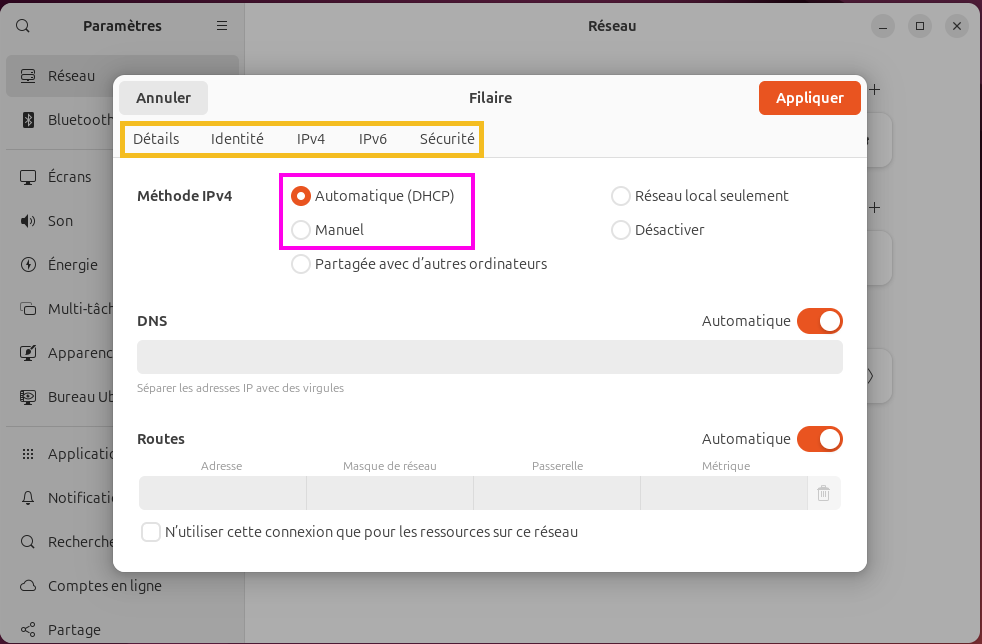 Paramètres
Réseau
Réseau
Bluetooth
Écrans
Son
Énergie
Multi-tâch
Apparenc
Bureau Ub
Applicatio
Notificatio
Recherche
Comptes en ligne
Partage
Annuler
Filaire
Appliquer
Détails Identité IPv4 IPv6 Sécurité
Méthode IPv4
Automatique (DHCP)
Réseau local seulement
Manuel
Désactiver
Partagée avec d’autres ordinateurs
DNS
Automatique
Séparer les adresses IP avec des virgules
Routes
Automatique
Adresse Masque de réseau Passerelle Métrique
N’utiliser cette connexion que pour les ressources sur ce réseau